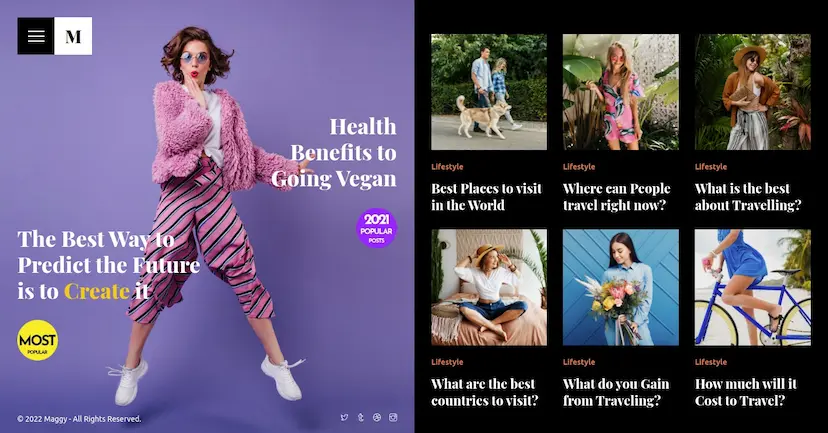 M
Health
Benefits to
Going Vegan
2021
POPULAR
POSTS
The Best Way to
Predict the Future
is to Create it
MOST
POPULAR
© 2022 Maggy - All Rights Reserved.
Lifestyle
Best Places to visit
in the World
Lifestyle
Where can People
travel right now?
Lifestyle
What is the best
about Travelling?
Lifestyle
What are the best
countries to visit?
Lifestyle
What do you Gain
from Traveling?
Lifestyle
How much will it
Cost to Travel?